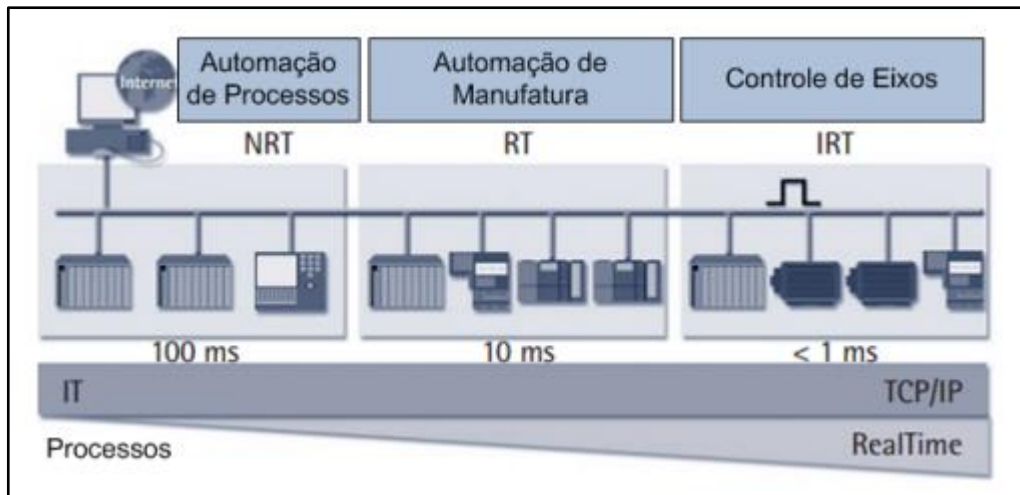 Internet
Automação
de Processos
Automação de
Manufatura
Controle de Eixos
NRT
RT
IRT
100 ms
10 ms
< 1 ms
IT
TCP/IP
Processos
RealTime